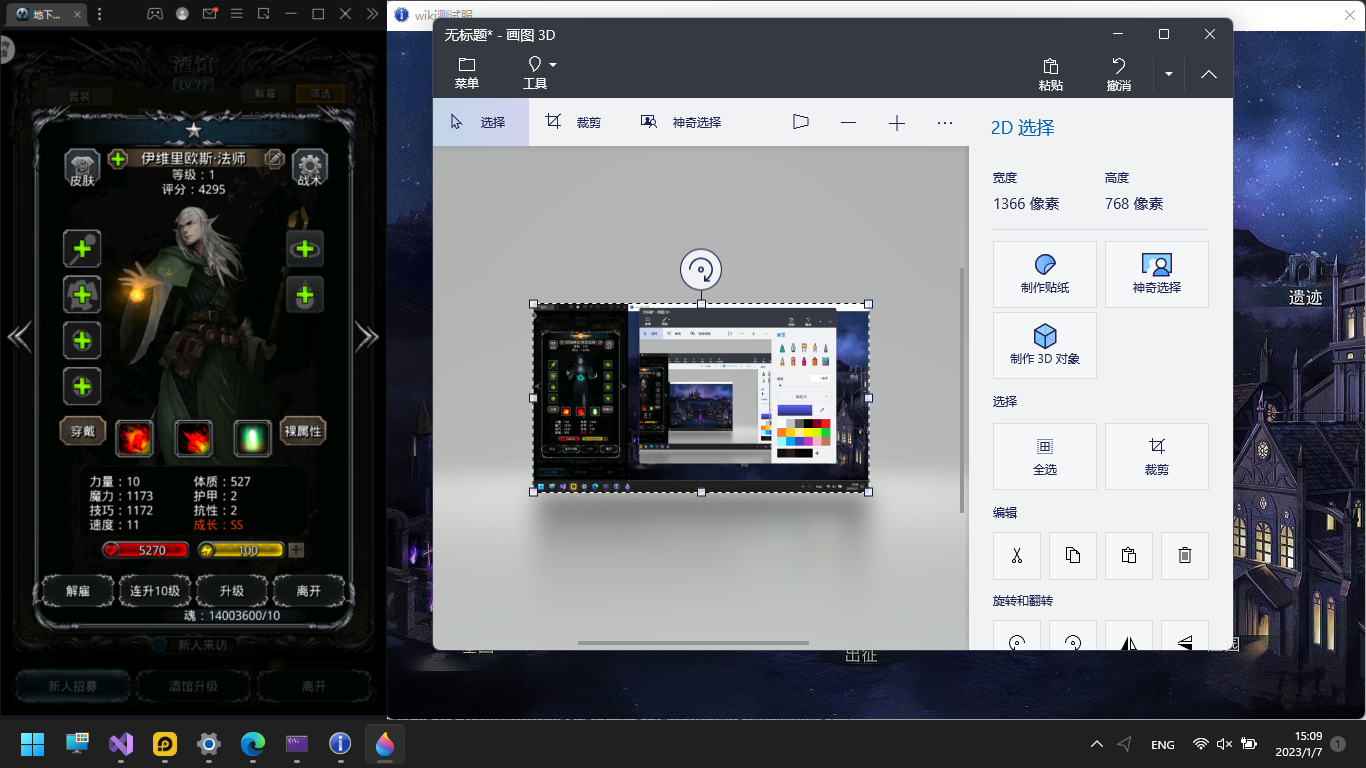 地下...
酒馆
LV.77
套装
解雇
筛选
伊维里欧斯·法师
等级：1
评分：4295
皮肤
战术
穿戴
裸属性
力量：10
体质：527
魔力：1173
护甲：2
技巧：1172
抗性：2
速度：11
成长：SS
5270
100
解雇
连升10级
升级
离开
魂：14003600/10
新人来访
新人招募
酒馆升级
离开
wiki测试服
无标题* - 画图 3D
菜单
工具
粘贴
撤消
选择
裁剪
神奇选择
2D 选择
宽度
高度
1366 像素
768 像素
制作贴纸
神奇选择
制作 3D 对象
选择
全选
裁剪
编辑
旋转和翻转
遗迹
出征
ENG
15:09
2023/1/7
1